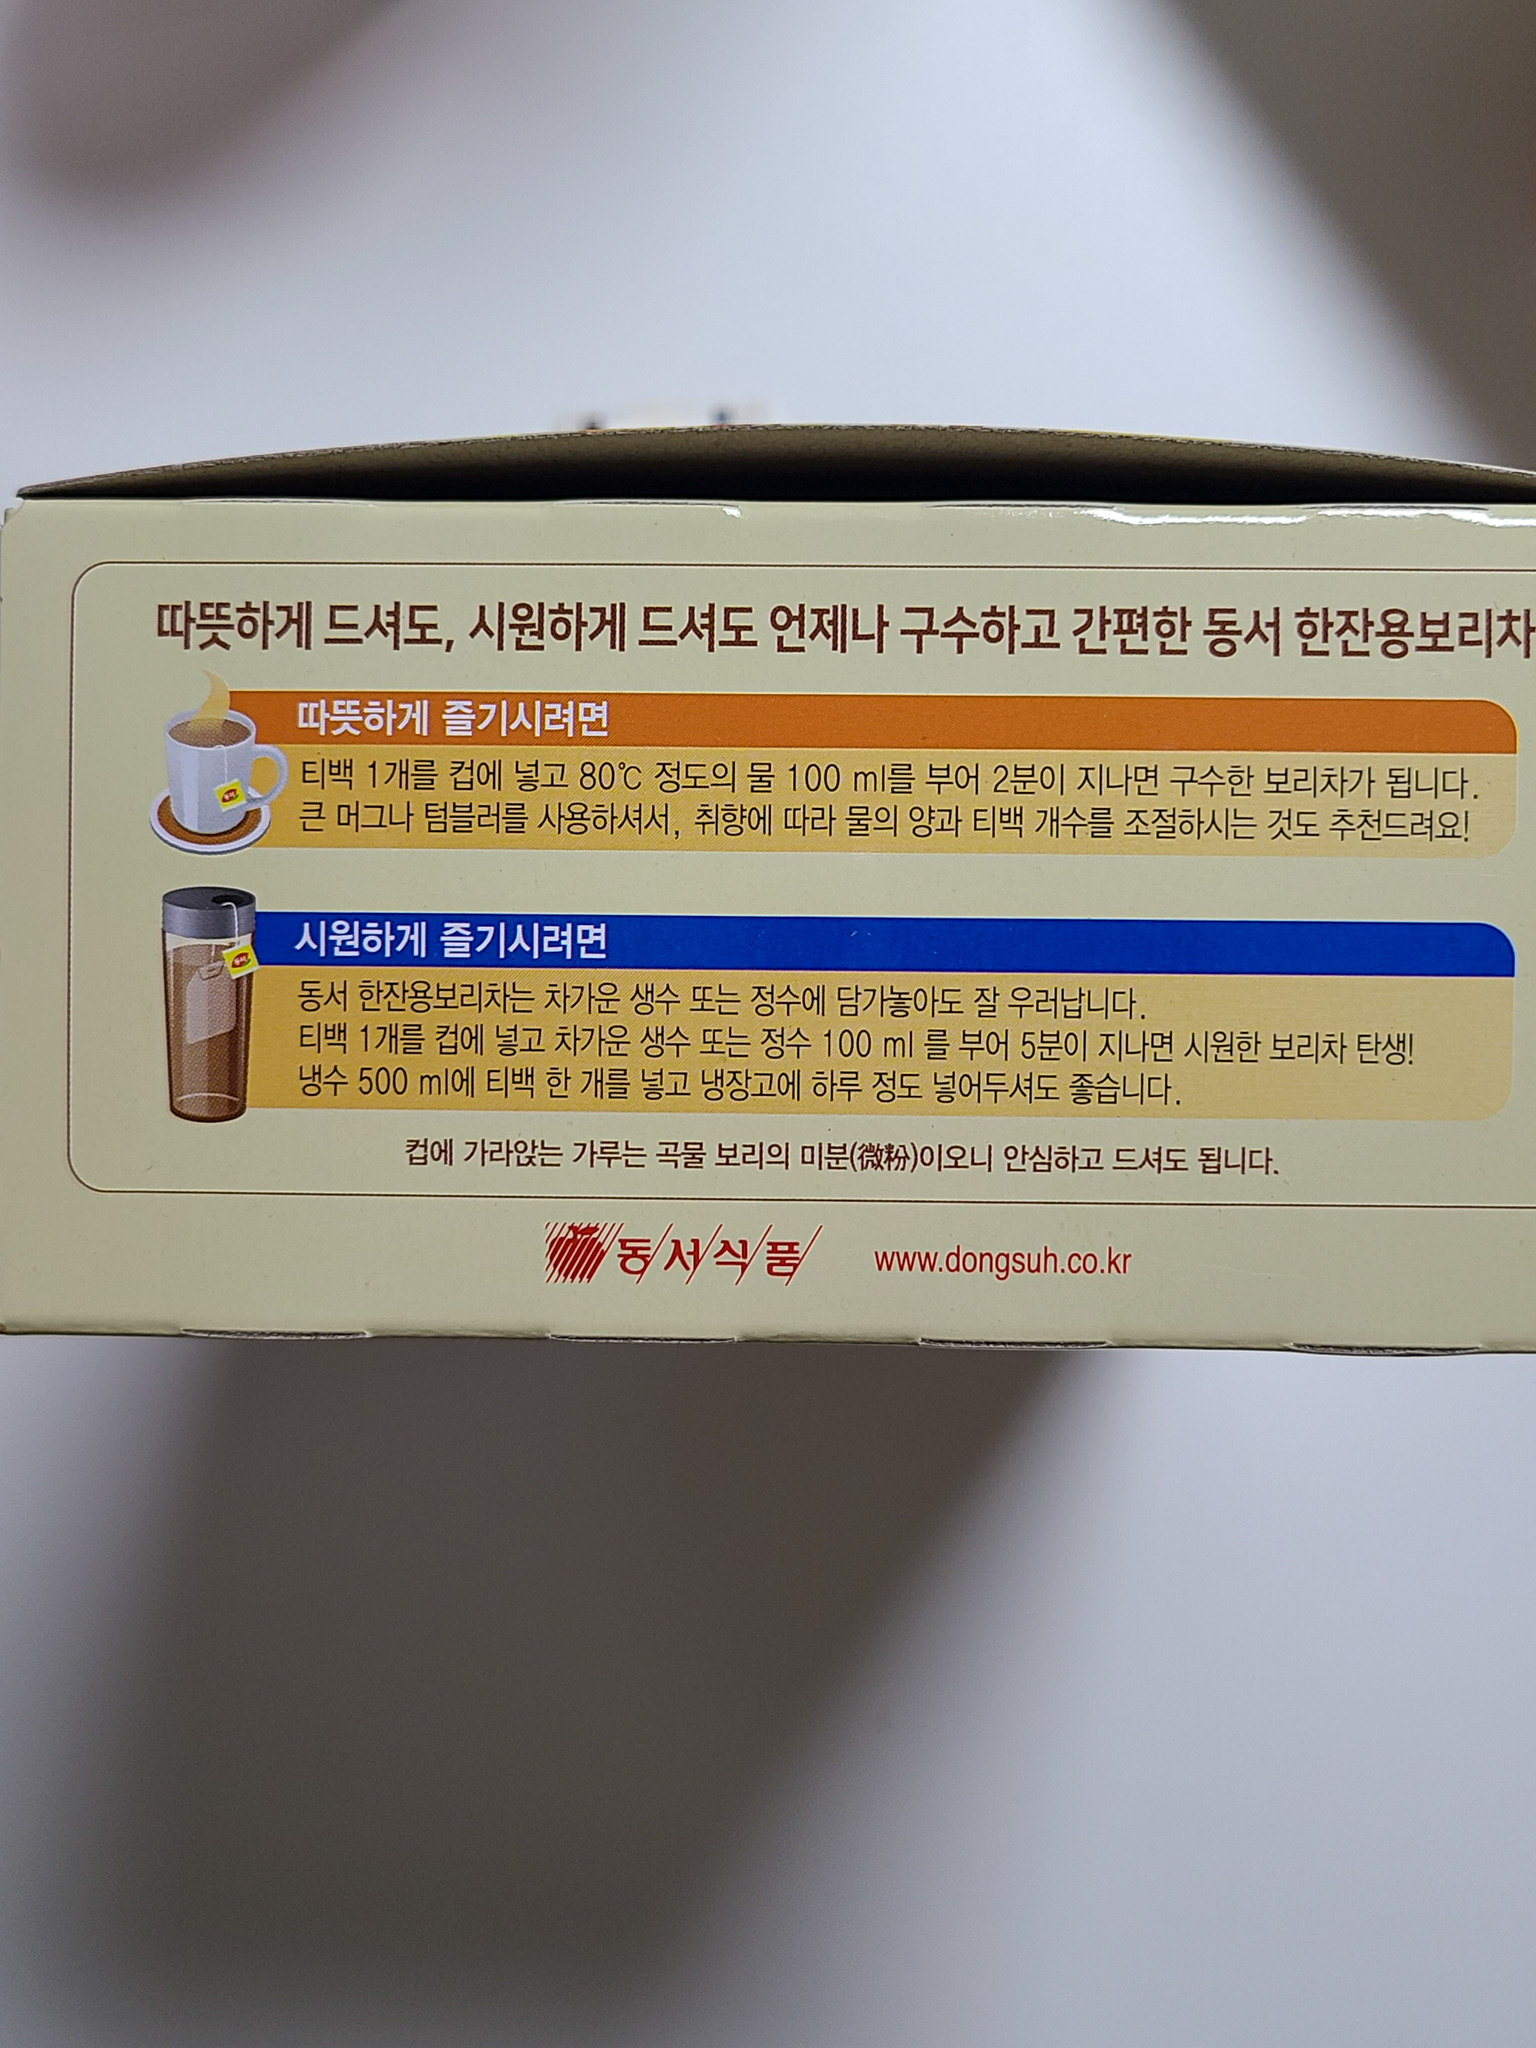 따뜻하게 드셔도, 시원하게 드셔도 언제나 구수하고 간편한 동서 한잔용보리차
따뜻하게 즐기시려면
티백 1개를 컵에 넣고 80℃ 정도의 물 100 ml를 부어 2분이 지나면 구수한 보리차가 됩니다.
큰 머그나 텀블러를 사용하셔서, 취향에 따라 물의 양과 티백 개수를 조절하시는 것도 추천드려요!
동서
시원하게 즐기시려면
동서 한잔용보리차는 차가운 생수 또는 정수에 담가놓아도 잘 우러납니다.
티백 1개를 컵에 넣고 차가운 생수 또는 정수 100 ml 를 부어 5분이 지나면 시원한 보리차 탄생!
냉수 500 ml에 티백 한 개를 넣고 냉장고에 하루 정도 넣어두셔도 좋습니다.
동서
컵에 가라앉는 가루는 곡물 보리의 미분(微粉)이오니 안심하고 드셔도 됩니다.
동서식품 www.dongsuh.co.kr